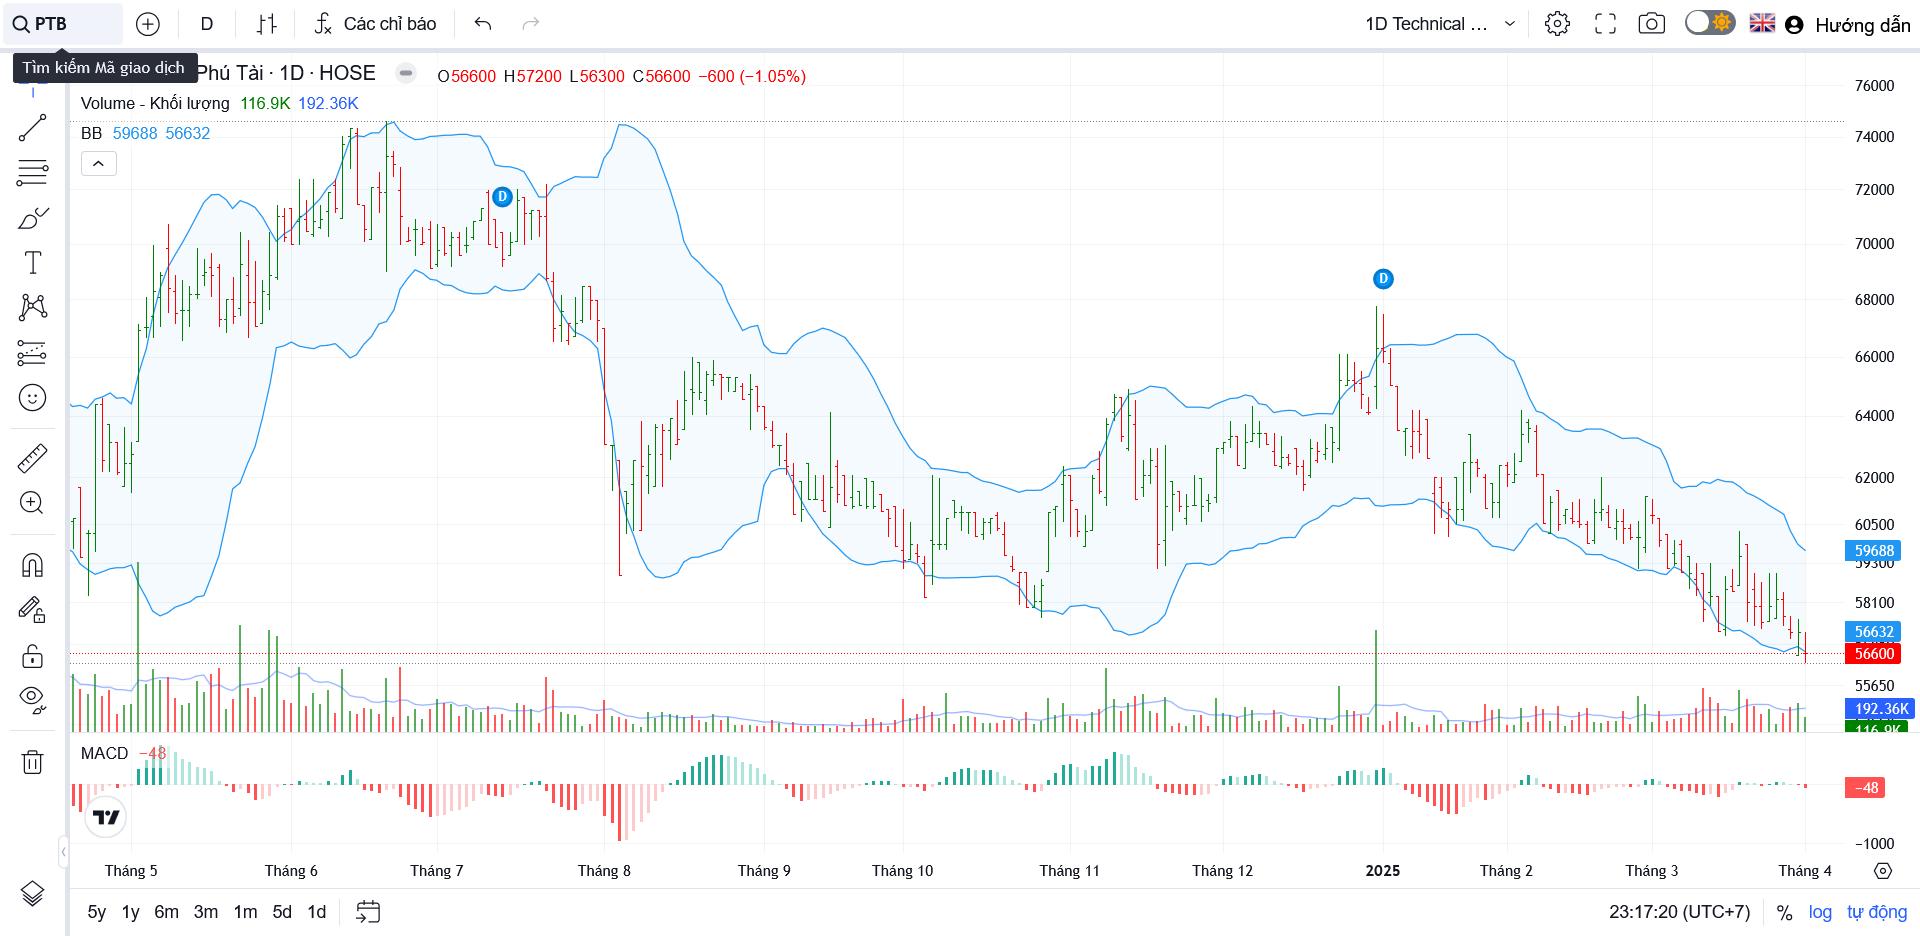 PTB
D
Các chỉ báo
1D Technical ...
Hướng dẫn
Tìm kiếm Mã giao dịch
Phú Tài · 1D · HOSE
O56600 H57200 L56300 C56600 −600 (−1.05%)
Volume - Khối lượng 116.9K 192.36K
BB 59688 56632
D
D
76000
74000
72000
70000
68000
66000
64000
62000
60500
59688
59300
58100
56632
56600
55650
192.36K
116.9K
MACD −48
−48
−1000
Tháng 5 Tháng 6 Tháng 7 Tháng 8 Tháng 9 Tháng 10 Tháng 11 Tháng 12 2025 Tháng 2 Tháng 3 Tháng 4
5y 1y 6m 3m 1m 5d 1d
23:17:20 (UTC+7) % log tự động